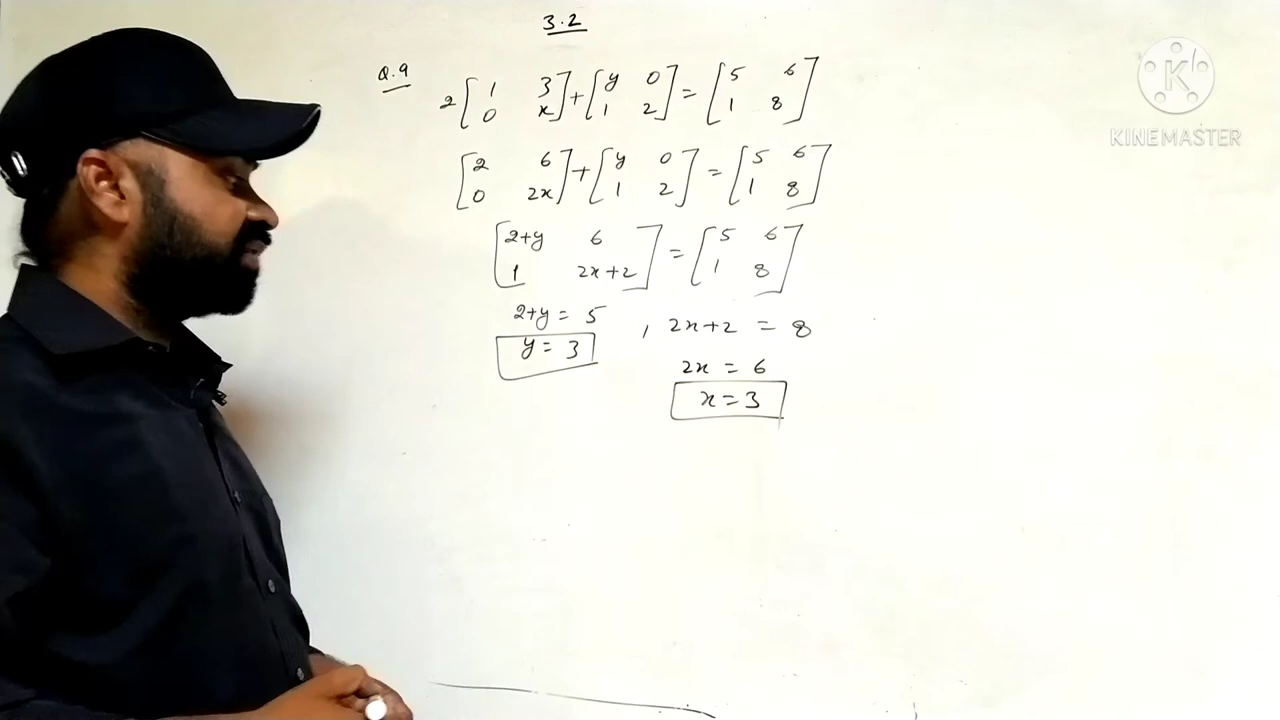 3.2
Q.9
2[1 3] + [y 0] = [5 6]
[0 x] [1 2] [1 8]
[2 6] + [y 0] = [5 6]
[0 2x] [1 2] [1 8]
[2+y 6] = [5 6]
[1 2x+2] [1 8]
2+y = 5 , 2x+2 = 8
y = 3
2x = 6
x = 3
K
KINEMASTER